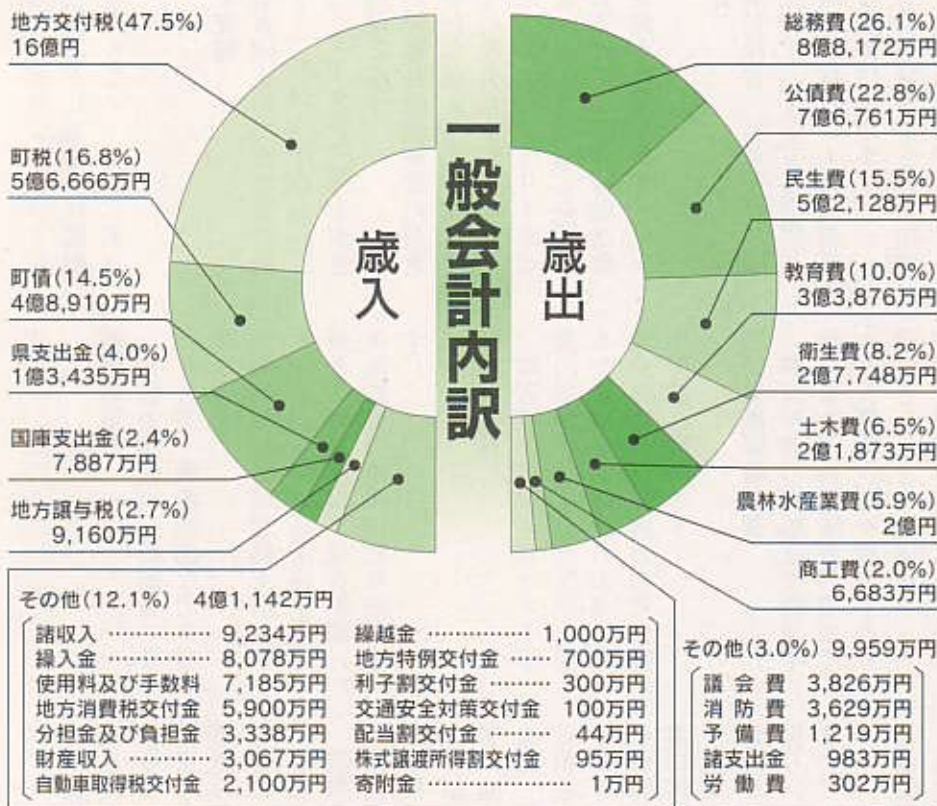 地方交付税(47.5%)
16億円
町税(16.8%)
5億6,666万円
町債(14.5%)
4億8,910万円
県支出金(4.0%)
1億3,435万円
国庫支出金(2.4%)
7,887万円
地方譲与税(2.7%)
9,160万円
一般会計内訳
歳入
歳出
総務費(26.1%)
8億8,172万円
公債費(22.8%)
7億6,761万円
民生費(15.5%)
5億2,128万円
教育費(10.0%)
3億3,876万円
衛生費(8.2%)
2億7,748万円
土木費(6.5%)
2億1,873万円
農林水産業費(5.9%)
2億円
商工費(2.0%)
6,683万円
その他(12.1%) 4億1,142万円
諸収入 …………… 9,234万円
繰入金 …………… 8,078万円
使用料及び手数料 7,185万円
地方消費税交付金 5,900万円
分担金及び負担金 3,338万円
財産収入 ………… 3,067万円
自動車取得税交付金 2,100万円
繰越金 …………… 1,000万円
地方特例交付金 …… 700万円
利子割交付金 ……… 300万円
交通安全対策交付金 100万円
配当割交付金 ……… 44万円
株式譲渡所得割交付金 95万円
寄附金 ……………… 1万円
その他(3.0%) 9,959万円
議会費 3,826万円
消防費 3,629万円
予備費 1,219万円
諸支出金 983万円
労働費 302万円